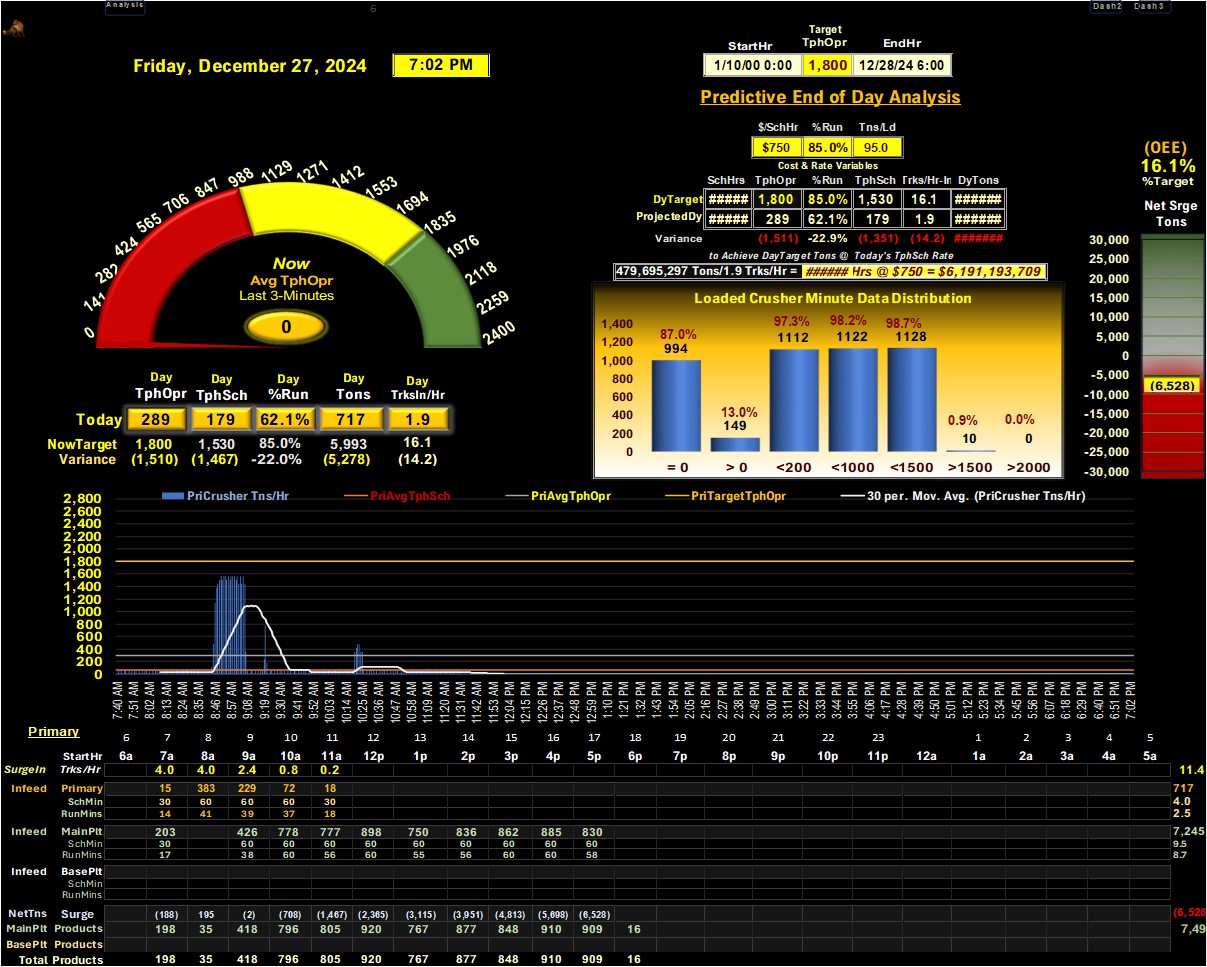 Analysis
6
Dash2 Dash3
Friday, December 27, 2024 7:02 PM
StartHr Target TphOpr EndHr
1/10/00 0:00 1,800 12/28/24 6:00
Predictive End of Day Analysis
$/SchHr %Run Tns/Ld
$750 85.0% 95.0
Cost & Rate Variables
SchHrs TphOpr %Run TphSch Trks/Hr-In DyTons
DyTarget ##### 1,800 85.0% 1,530 16.1 ######
ProjectedDy ##### 289 62.1% 179 1.9 ######
Variance (1,511) -22.9% (1,351) (14.2) #######
to Achieve DayTarget Tons @ Today's TphSch Rate
479,695,297 Tons/1.9 Trks/Hr = ###### Hrs @ $750 = $6,191,193,709
(OEE)
16.1%
%Target
Net Srge
Tons
30,000
25,000
20,000
15,000
10,000
5,000
0
-5,000
(6,528)
-10,000
-15,000
-20,000
-25,000
-30,000
0 141 282 424 565 706 847 988 1129 1271 1412 1553 1694 1835 1976 2118 2259 2400
Now
Avg TphOpr
Last 3-Minutes
0
Day Day Day Day Day
TphOpr TphSch %Run Tons TrksIn/Hr
Today 289 179 62.1% 717 1.9
NowTarget 1,800 1,530 85.0% 5,993 16.1
Variance (1,510) (1,467) -22.0% (5,278) (14.2)
Loaded Crusher Minute Data Distribution
1,400
1,200
1,000
800
600
400
200
0
87.0% 13.0% 97.3% 98.2% 98.7% 0.9% 0.0%
994 149 1112 1122 1128 10 0
= 0 > 0 <200 <1000 <1500 >1500 >2000
PriCrusher Tns/Hr PriAvgTphSch PriAvgTphOpr PriTargetTphOpr 30 per. Mov. Avg. (PriCrusher Tns/Hr)
2,800
2,600
2,400
2,200
2,000
1,800
1,600
1,400
1,200
1,000
800
600
400
200
0
7:40 AM 7:51 AM 8:02 AM 8:13 AM 8:24 AM 8:35 AM 8:46 AM 8:57 AM 9:08 AM 9:19 AM 9:30 AM 9:41 AM 9:52 AM 10:03 AM 10:14 AM 10:25 AM 10:36 AM 10:47 AM 10:58 AM 11:09 AM 11:20 AM 11:31 AM 11:42 AM 11:53 AM 12:04 PM 12:15 PM 12:26 PM 12:37 PM 12:48 PM 12:59 PM 1:10 PM 1:21 PM 1:32 PM 1:43 PM 1:54 PM 2:05 PM 2:16 PM 2:27 PM 2:38 PM 2:49 PM 3:00 PM 3:11 PM 3:22 PM 3:33 PM 3:44 PM 3:55 PM 4:06 PM 4:17 PM 4:28 PM 4:39 PM 4:50 PM 5:01 PM 5:12 PM 5:23 PM 5:34 PM 5:45 PM 5:56 PM 6:07 PM 6:18 PM 6:29 PM 6:40 PM 6:51 PM 7:02 PM
Primary
6 7 8 9 10 11 12 13 14 15 16 17 18 19 20 21 22 23 1 2 3 4 5
StartHr 6a 7a 8a 9a 10a 11a 12p 1p 2p 3p 4p 5p 6p 7p 8p 9p 10p 11p 12a 1a 2a 3a 4a 5a
SurgeIn Trks/Hr 4.0 4.0 2.4 0.8 0.2 11.4
Infeed Primary 15 383 229 72 18 717
SchMin 30 60 60 60 30 4.0
RunMins 14 41 39 37 18 2.5
Infeed MainPlt 203 426 778 777 898 750 836 862 885 830 7,245
SchMin 30 60 60 60 60 60 60 60 60 60 9.5
RunMins 17 38 60 56 60 55 56 60 60 58 8.7
Infeed BasePlt
SchMin
RunMins
NetTns Surge (188) 195 (2) (708) (1,467) (2,365) (3,115) (3,951) (4,813) (5,698) (6,528) (6,528
MainPlt Products 198 35 418 796 805 920 767 877 848 910 909 16 7,49
BasePlt Products
Total Products 198 35 418 796 805 920 767 877 848 910 909 16